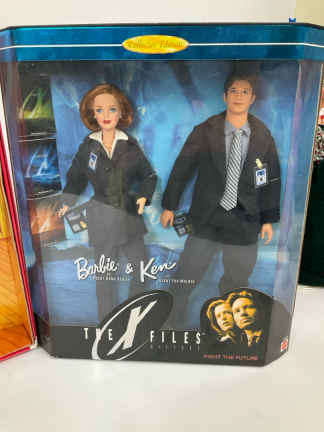 Collector Edition
Barbie & Ken
THE X FILES
FIGHT THE FUTURE